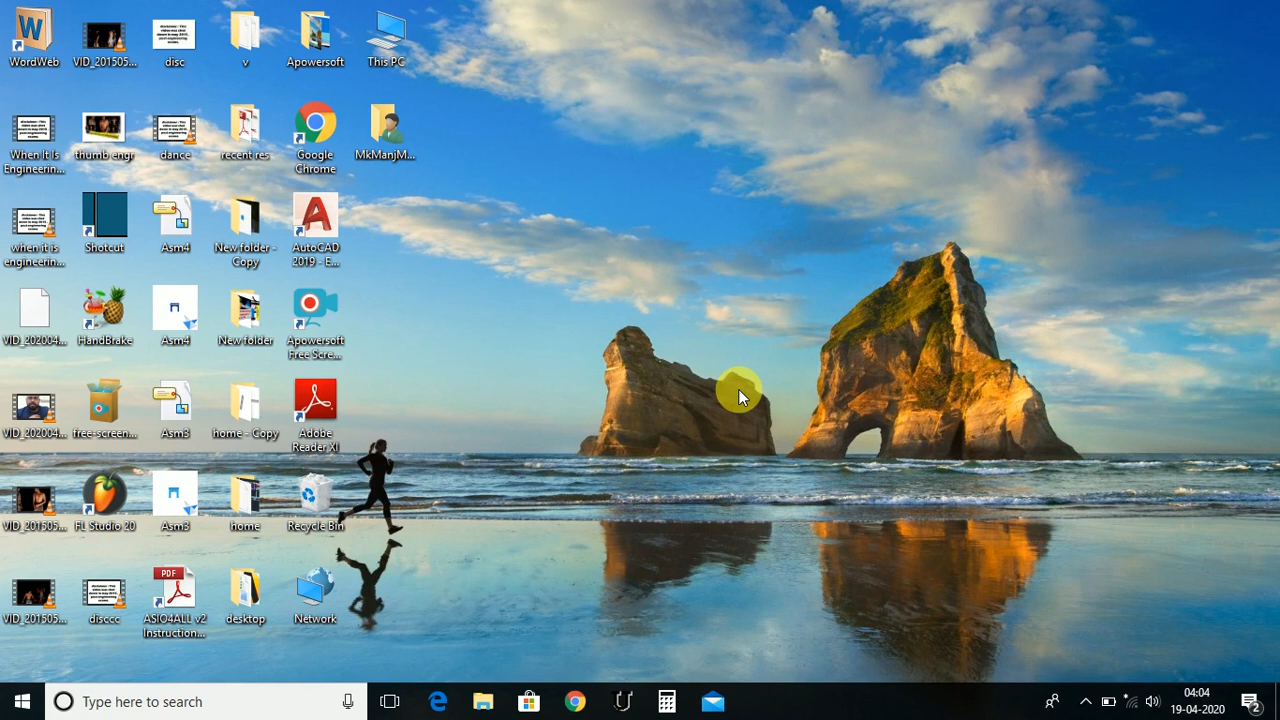 WordWeb
VID_201505...
disc
v
Apowersoft
This PC
When It Is
Engineerin...
thumb engr
dance
recent res
Google
Chrome
MkManjM...
when it is
engineerin...
Shotcut
Asm4
New folder -
Copy
AutoCAD
2019 - E...
VID_202004...
HandBrake
Asm4
New folder
Apowersoft
Free Scre...
VID_202004...
free-screen...
Asm3
home - Copy
Adobe
Reader XI
VID_201505...
FL Studio 20
Asm3
home
Recycle Bin
VID_201505...
disccc
PDF
ASIO4ALL v2
Instruction...
desktop
Network
Type here to search
04:04
19-04-2020
2